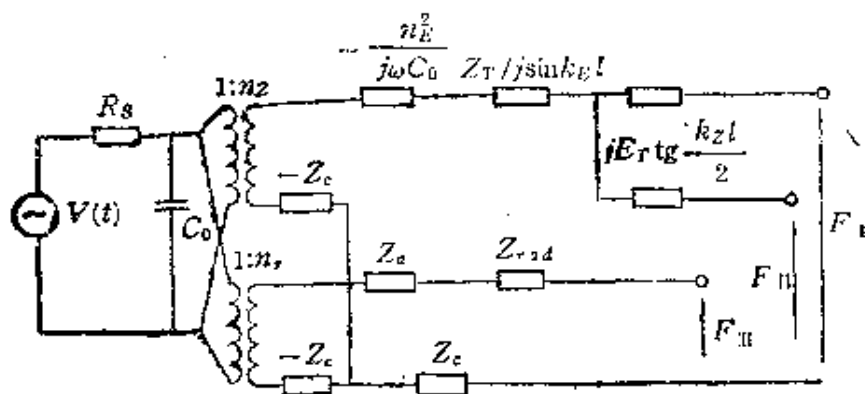 n_E^2
-
jωC_0
Z_T/jsink_E l
1:n_Z
R_S
jE_T tg
k_Z l
2
-Z_c
V(t)
C_0
F_I
1:n_r
Z_a
Z_rad
F_II
F_III
-Z_c
Z_c